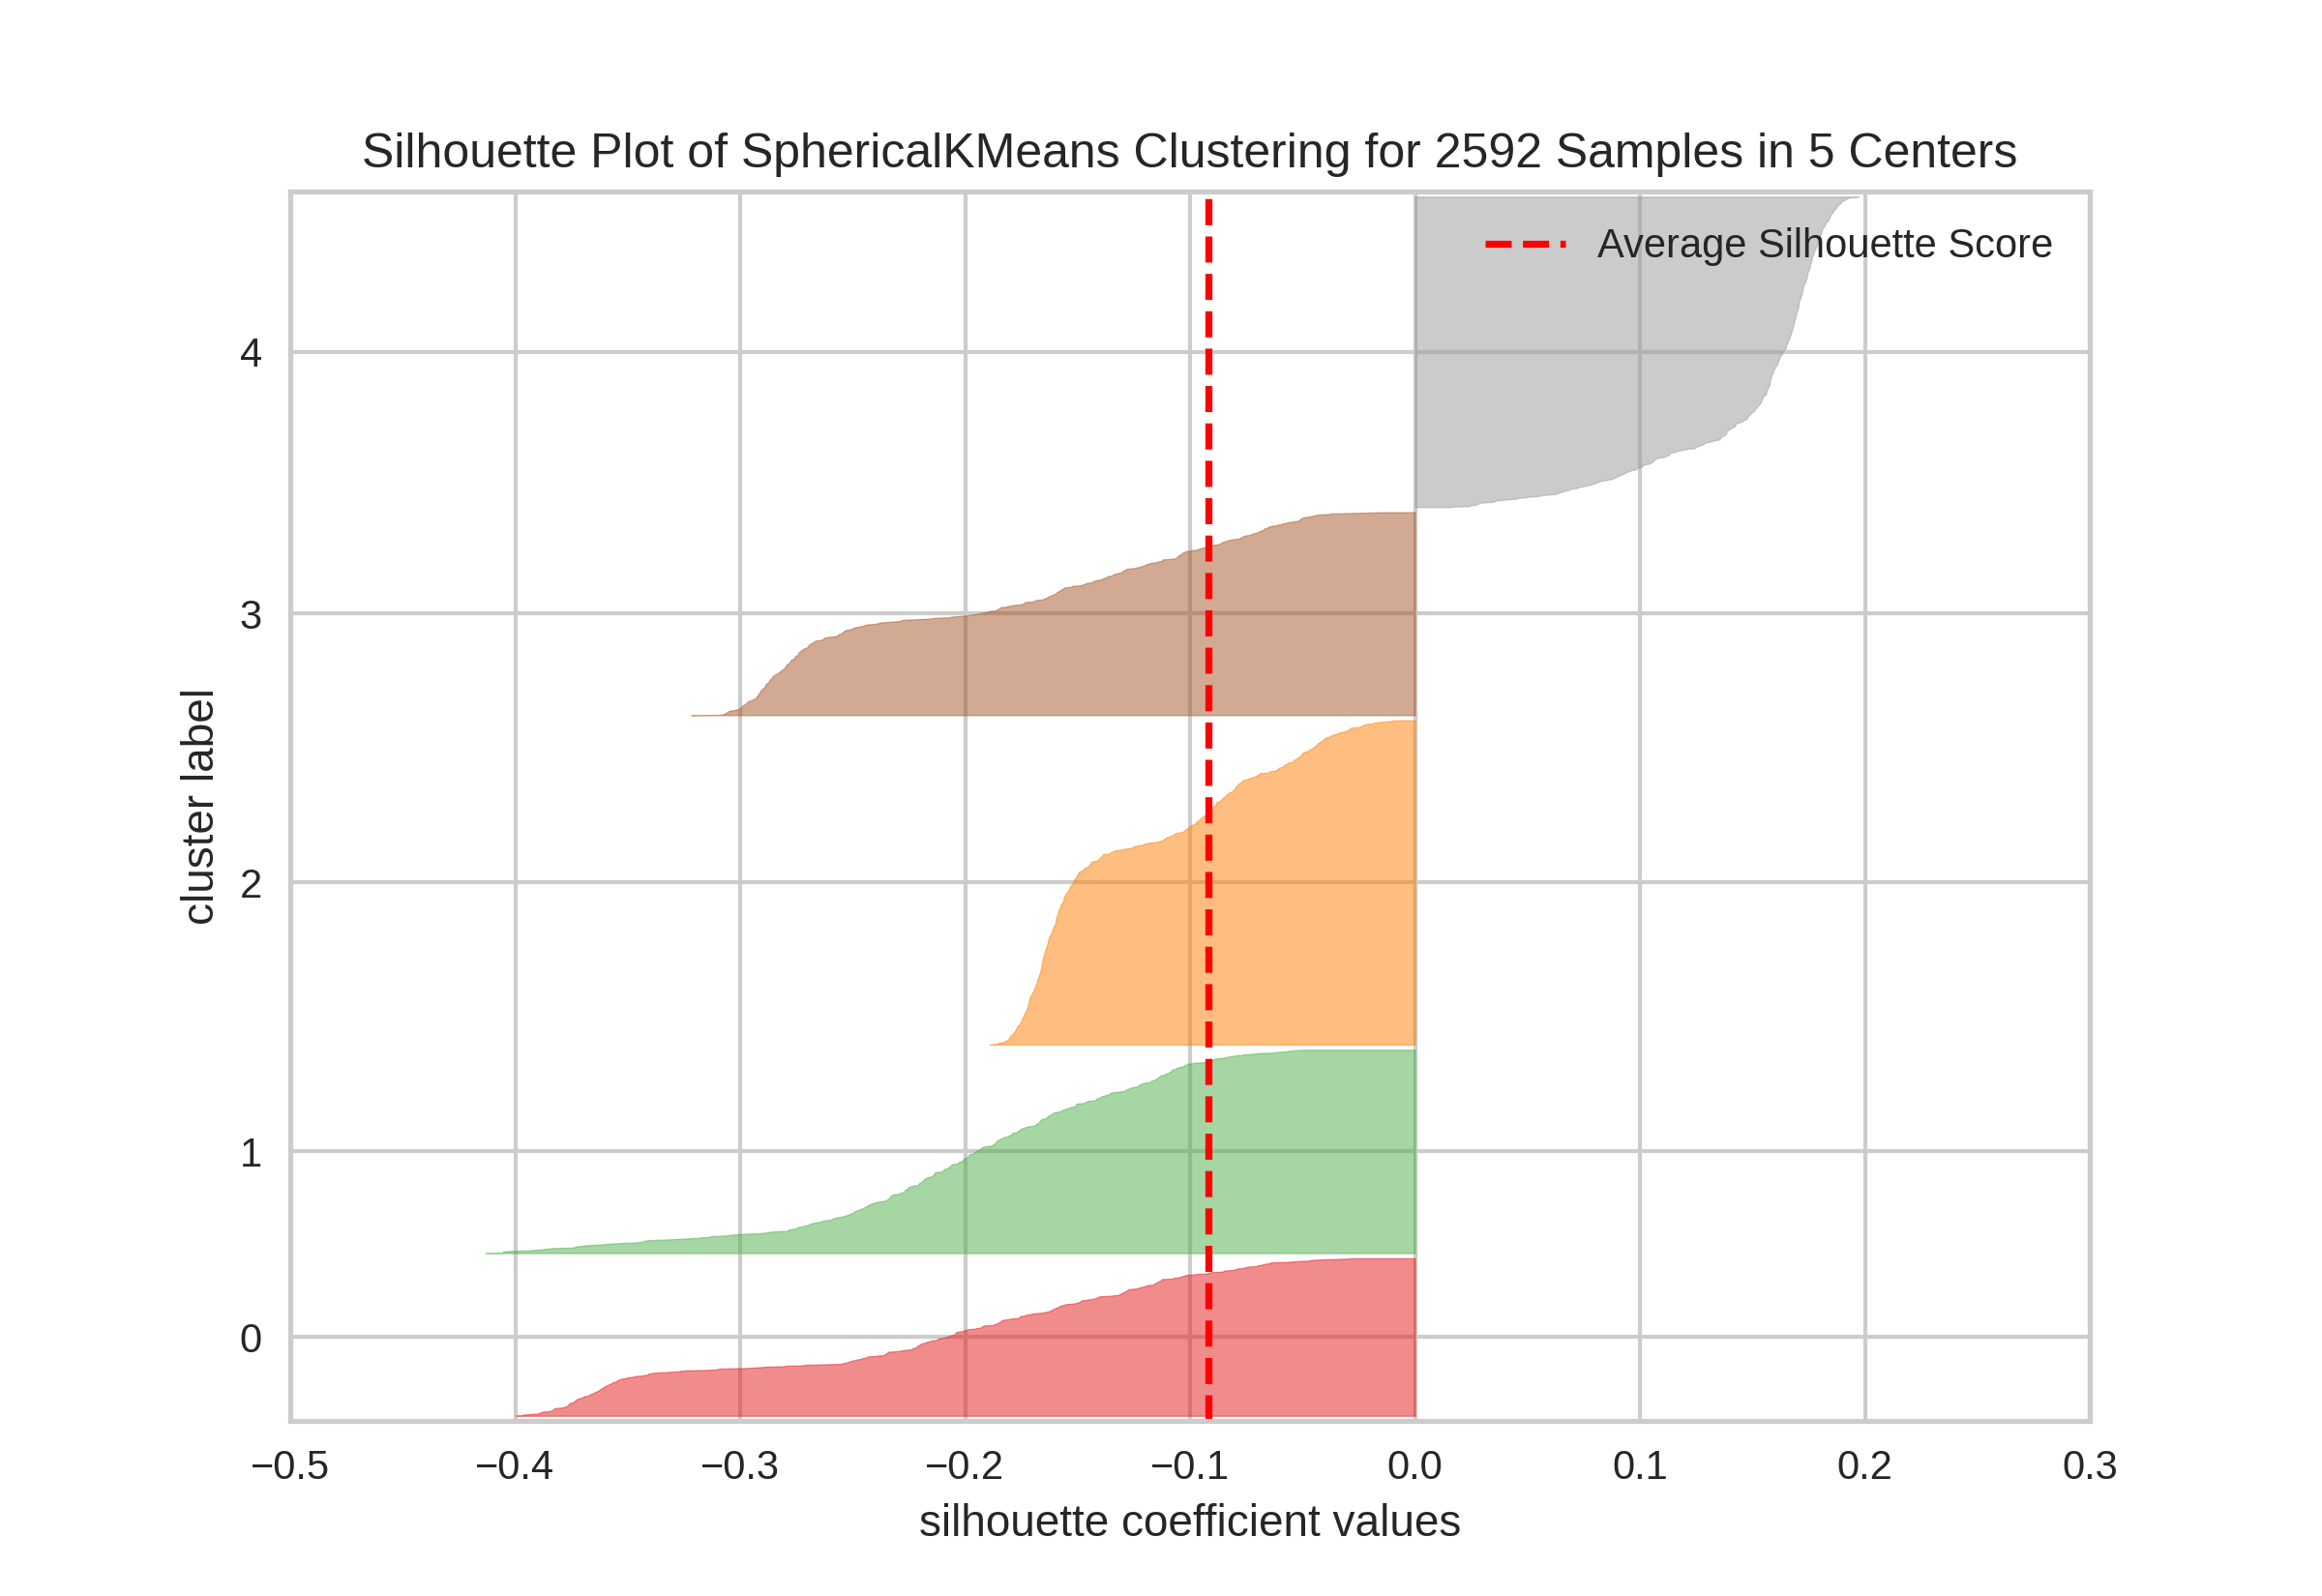 Silhouette Plot of SphericalKMeans Clustering for 2592 Samples in 5 Centers
Average Silhouette Score
4
3
2
1
0
cluster label
−0.5 −0.4 −0.3 −0.2 −0.1 0.0 0.1 0.2 0.3
silhouette coefficient values